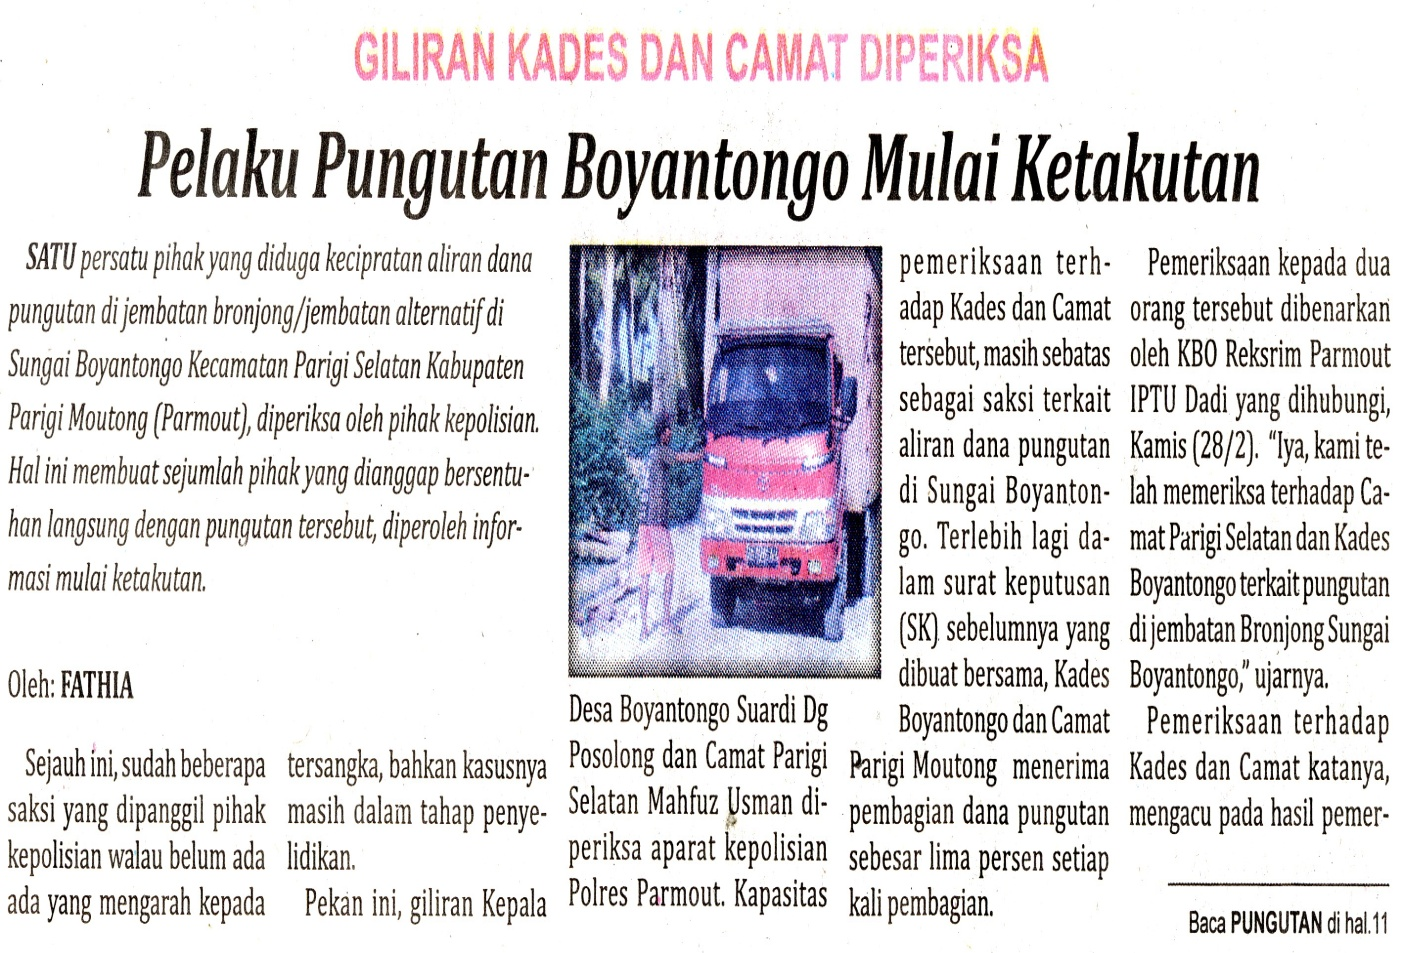 GILIRAN KADES DAN CAMAT DIPERIKSA
Pelaku Pungutan Boyantongo Mulai Ketakutan
SATU persatu pihak yang diduga kecipratan aliran dana
pungutan di jembatan bronjong/jembatan alternatif di
Sungai Boyantongo Kecamatan Parigi Selatan Kabupaten
Parigi Moutong (Parmout), diperiksa oleh pihak kepolisian.
Hal ini membuat sejumlah pihak yang dianggap bersentu-
han langsung dengan pungutan tersebut, diperoleh infor-
masi mulai ketakutan.
Oleh: FATHIA
Sejauh ini, sudah beberapa
saksi yang dipanggil pihak
kepolisian walau belum ada
ada yang mengarah kepada
tersangka, bahkan kasusnya
masih dalam tahap penye-
lidikan.
Pekan ini, giliran Kepala
Desa Boyantongo Suardi Dg
Posolong dan Camat Parigi
Selatan Mahfuz Usman di-
periksa aparat kepolisian
Polres Parmout. Kapasitas
pemeriksaan terh-
adap Kades dan Camat
tersebut, masih sebatas
sebagai saksi terkait
aliran dana pungutan
di Sungai Boyanton-
go. Terlebih lagi da-
lam surat keputusan
(SK) sebelumnya yang
dibuat bersama, Kades
Boyantongo dan Camat
Parigi Moutong menerima
pembagian dana pungutan
sebesar lima persen setiap
kali pembagian.
Pemeriksaan kepada dua
orang tersebut dibenarkan
oleh KBO Reksrim Parmout
IPTU Dadi yang dihubungi,
Kamis (28/2). “Iya, kami te-
lah memeriksa terhadap Ca-
mat Parigi Selatan dan Kades
Boyantongo terkait pungutan
di jembatan Bronjong Sungai
Boyantongo,” ujarnya.
Pemeriksaan terhadap
Kades dan Camat katanya,
mengacu pada hasil pemer-
Baca PUNGUTAN di hal.11